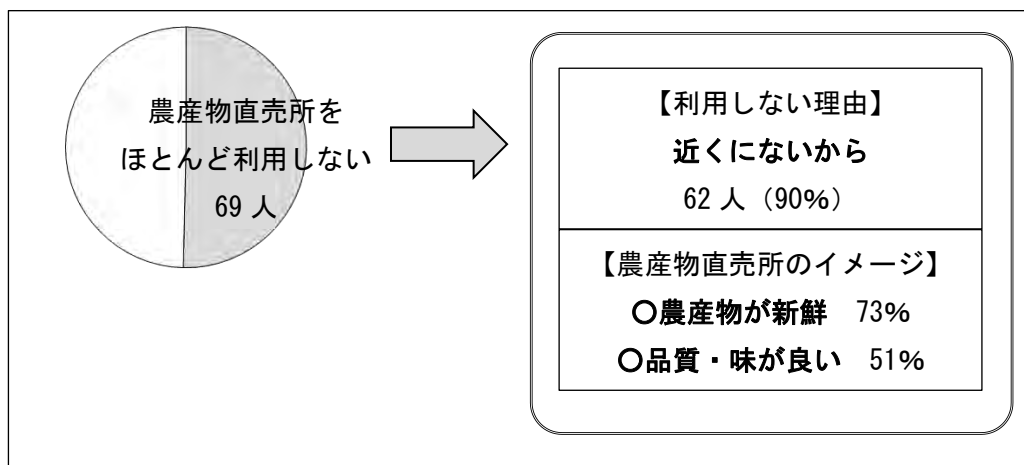 農産物直売所を
ほとんど利用しない
69 人
【利用しない理由】
近くにないから
62 人（90%）
【農産物直売所のイメージ】
○農産物が新鮮　73%
○品質・味が良い　51%